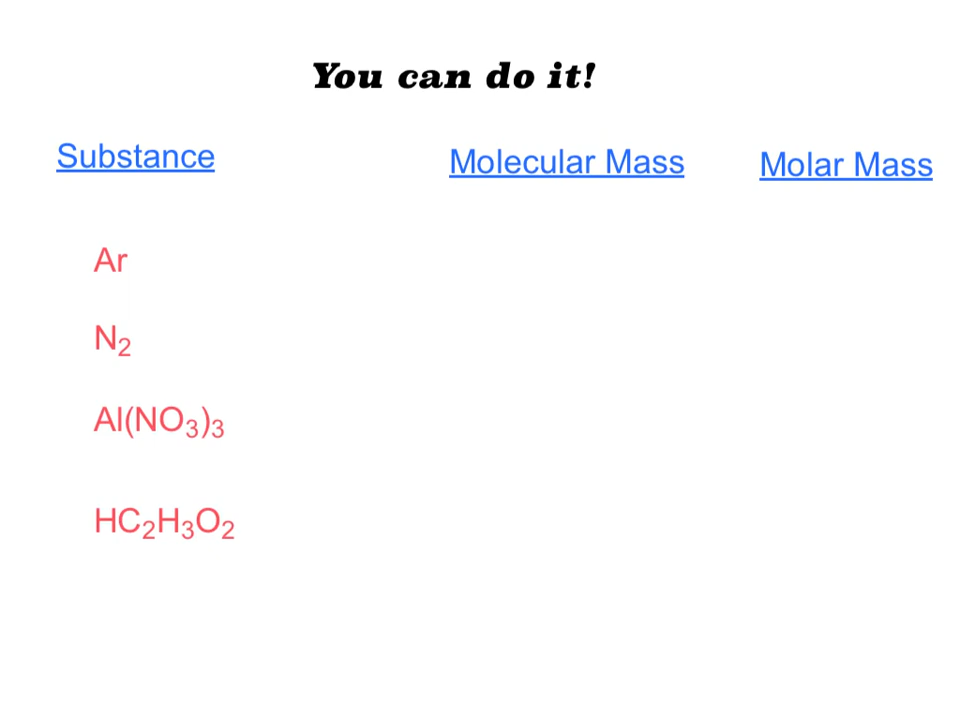 You can do it!
Substance Molecular Mass Molar Mass
Ar
N₂
Al(NO₃)₃
HC₂H₃O₂